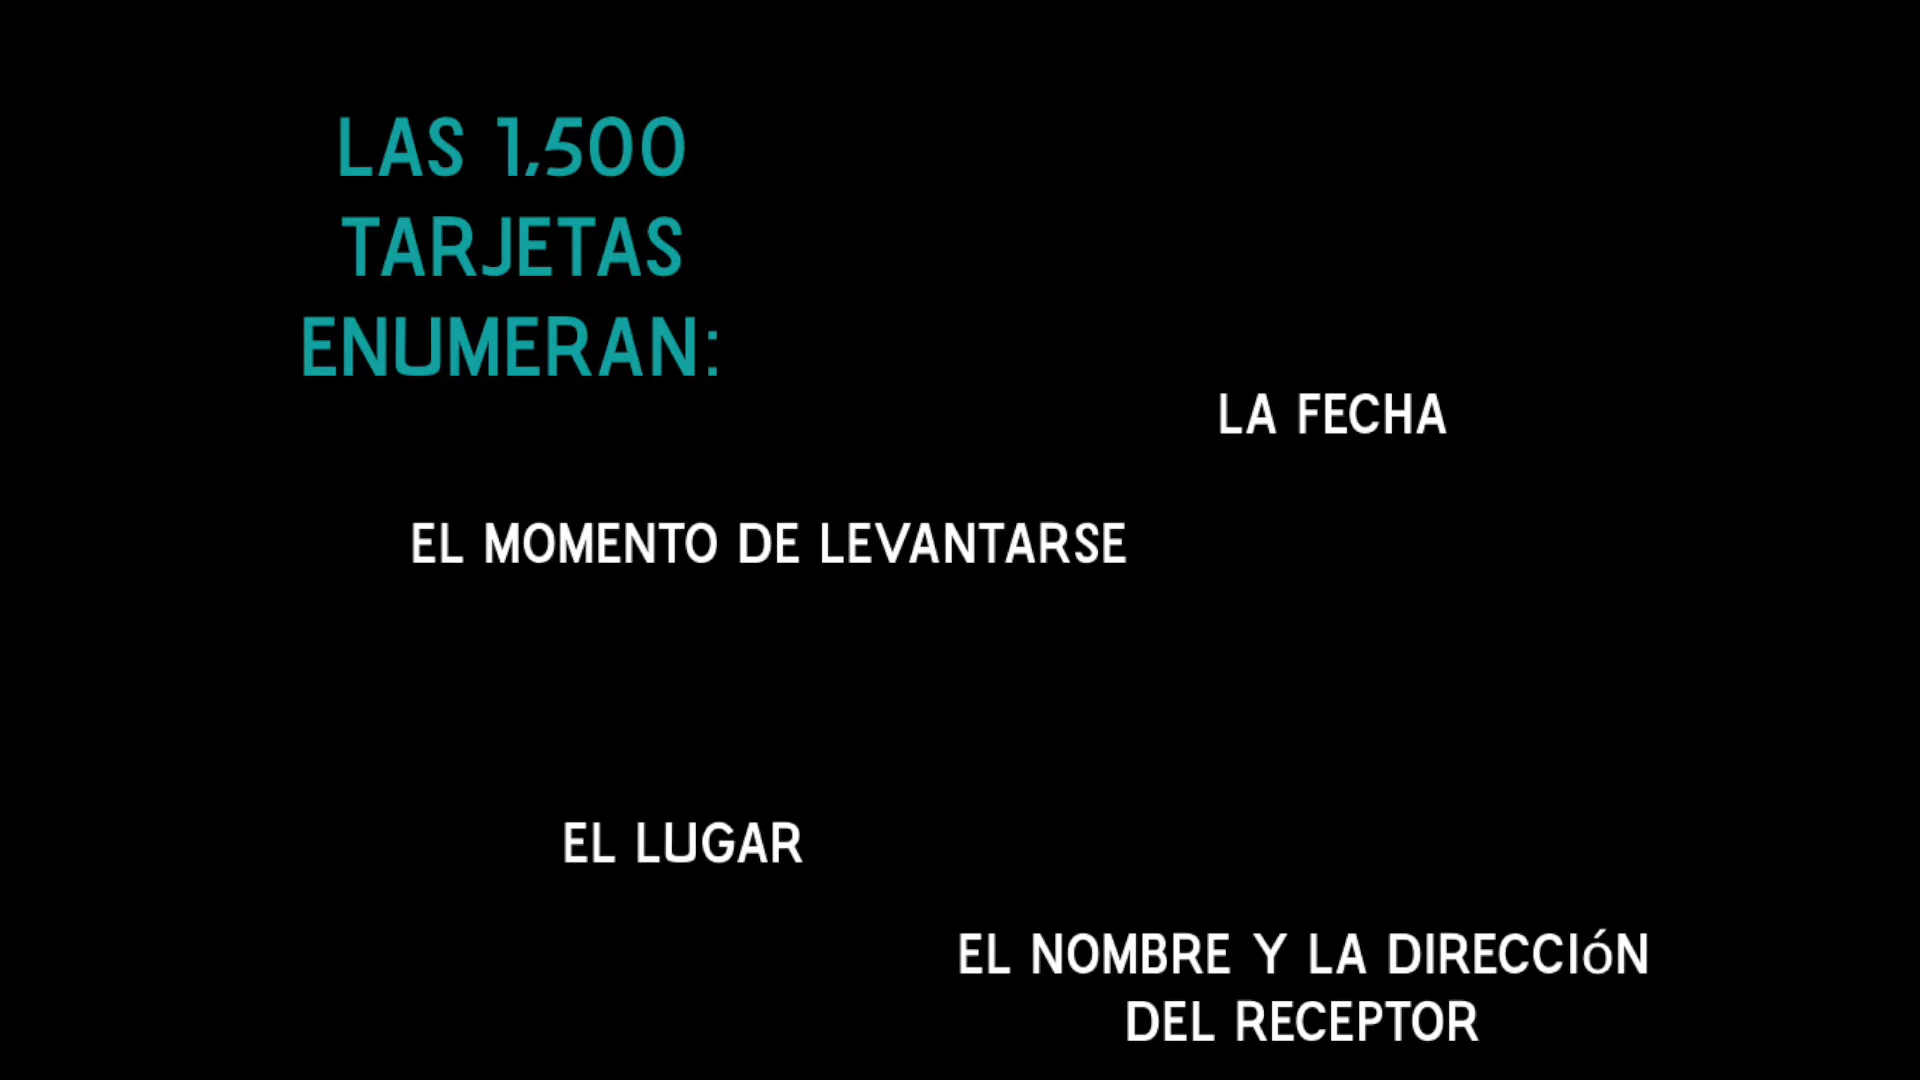 LAS 1,500
TARJETAS
ENUMERAN:
LA FECHA
EL MOMENTO DE LEVANTARSE
EL LUGAR
EL NOMBRE Y LA DIRECCIóN
DEL RECEPTOR